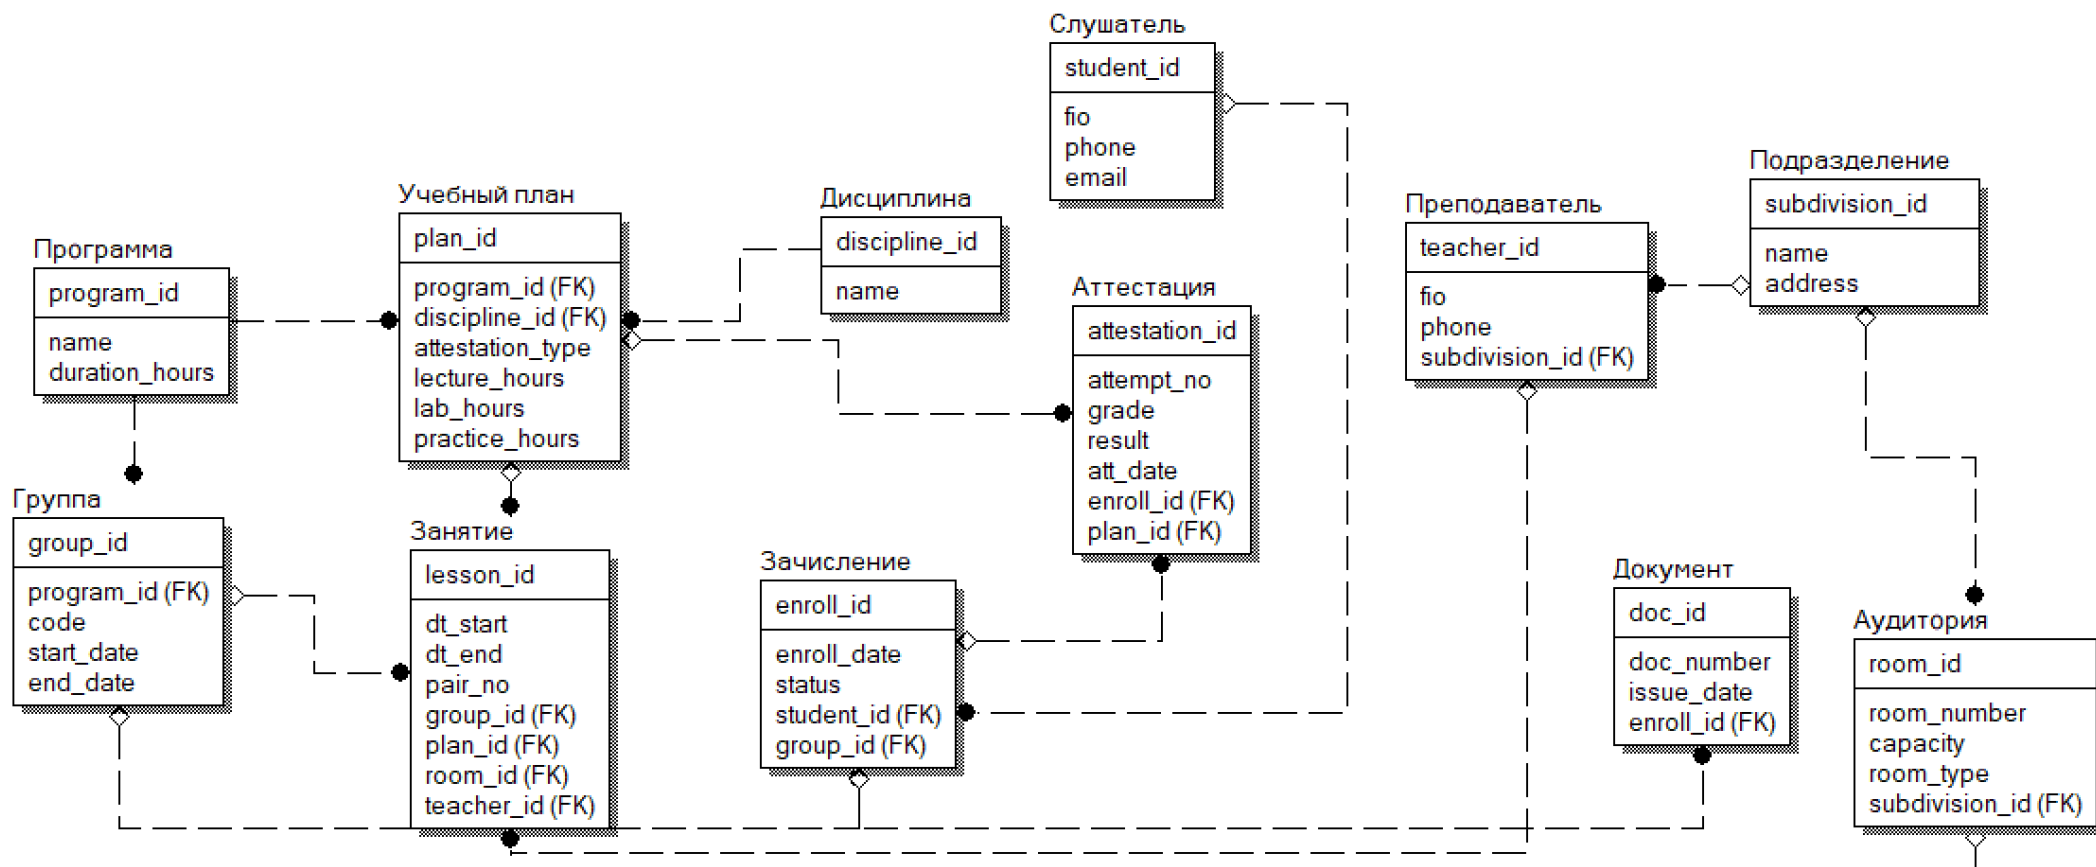 Слушатель
student_id
fio
phone
email
Подразделение
subdivision_id
name
address
Преподаватель
teacher_id
fio
phone
subdivision_id (FK)
Учебный план
plan_id
program_id (FK)
discipline_id (FK)
attestation_type
lecture_hours
lab_hours
practice_hours
Дисциплина
discipline_id
name
Программа
program_id
name
duration_hours
Аттестация
attestation_id
attempt_no
grade
result
att_date
enroll_id (FK)
plan_id (FK)
Группа
group_id
program_id (FK)
code
start_date
end_date
Занятие
lesson_id
dt_start
dt_end
pair_no
group_id (FK)
plan_id (FK)
room_id (FK)
teacher_id (FK)
Зачисление
enroll_id
enroll_date
status
student_id (FK)
group_id (FK)
Документ
doc_id
doc_number
issue_date
enroll_id (FK)
Аудитория
room_id
room_number
capacity
room_type
subdivision_id (FK)